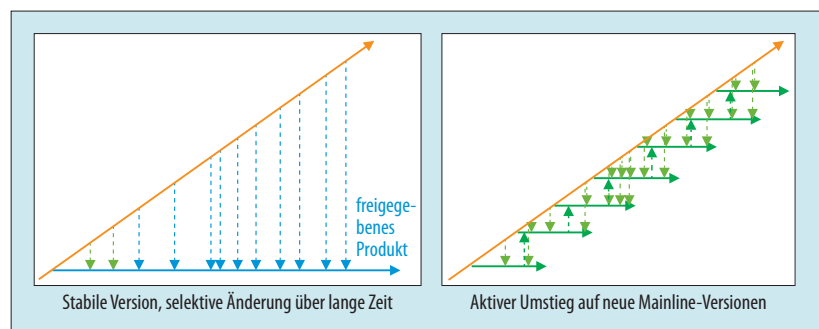 freigege-
benes
Produkt
Stabile Version, selektive Änderung über lange Zeit
Aktiver Umstieg auf neue Mainline-Versionen